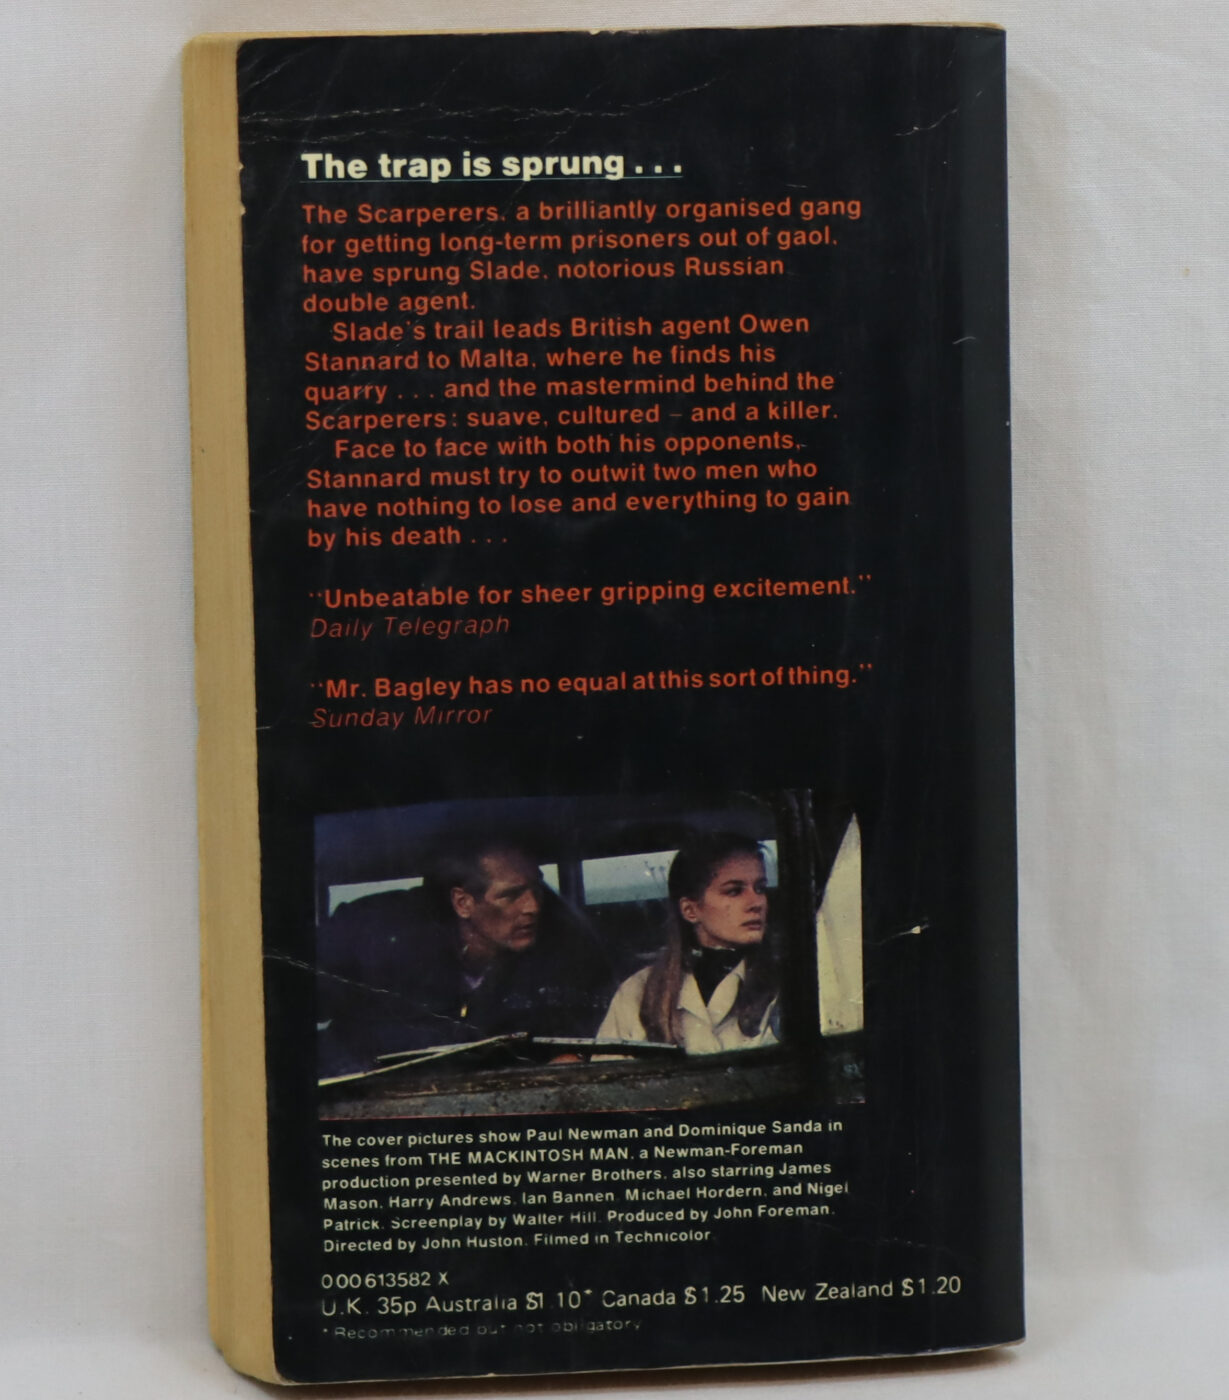 The trap is sprung . . .
The Scarperers, a brilliantly organised gang
for getting long-term prisoners out of gaol,
have sprung Slade, notorious Russian
double agent.
Slade's trail leads British agent Owen
Stannard to Malta, where he finds his
quarry . . . and the mastermind behind the
Scarperers: suave, cultured – and a killer.
Face to face with both his opponents,
Stannard must try to outwit two men who
have nothing to lose and everything to gain
by his death . . .
"Unbeatable for sheer gripping excitement."
Daily Telegraph
"Mr. Bagley has no equal at this sort of thing."
Sunday Mirror
The cover pictures show Paul Newman and Dominique Sanda in
scenes from THE MACKINTOSH MAN, a Newman-Foreman
production presented by Warner Brothers, also starring James
Mason, Harry Andrews, Ian Bannen, Michael Hordern, and Nigel
Patrick. Screenplay by Walter Hill. Produced by John Foreman.
Directed by John Huston. Filmed in Technicolor
0 00 613582 X
U.K. 35p Australia $1.10* Canada $1.25 New Zealand $1.20
*Recommended but not obligatory